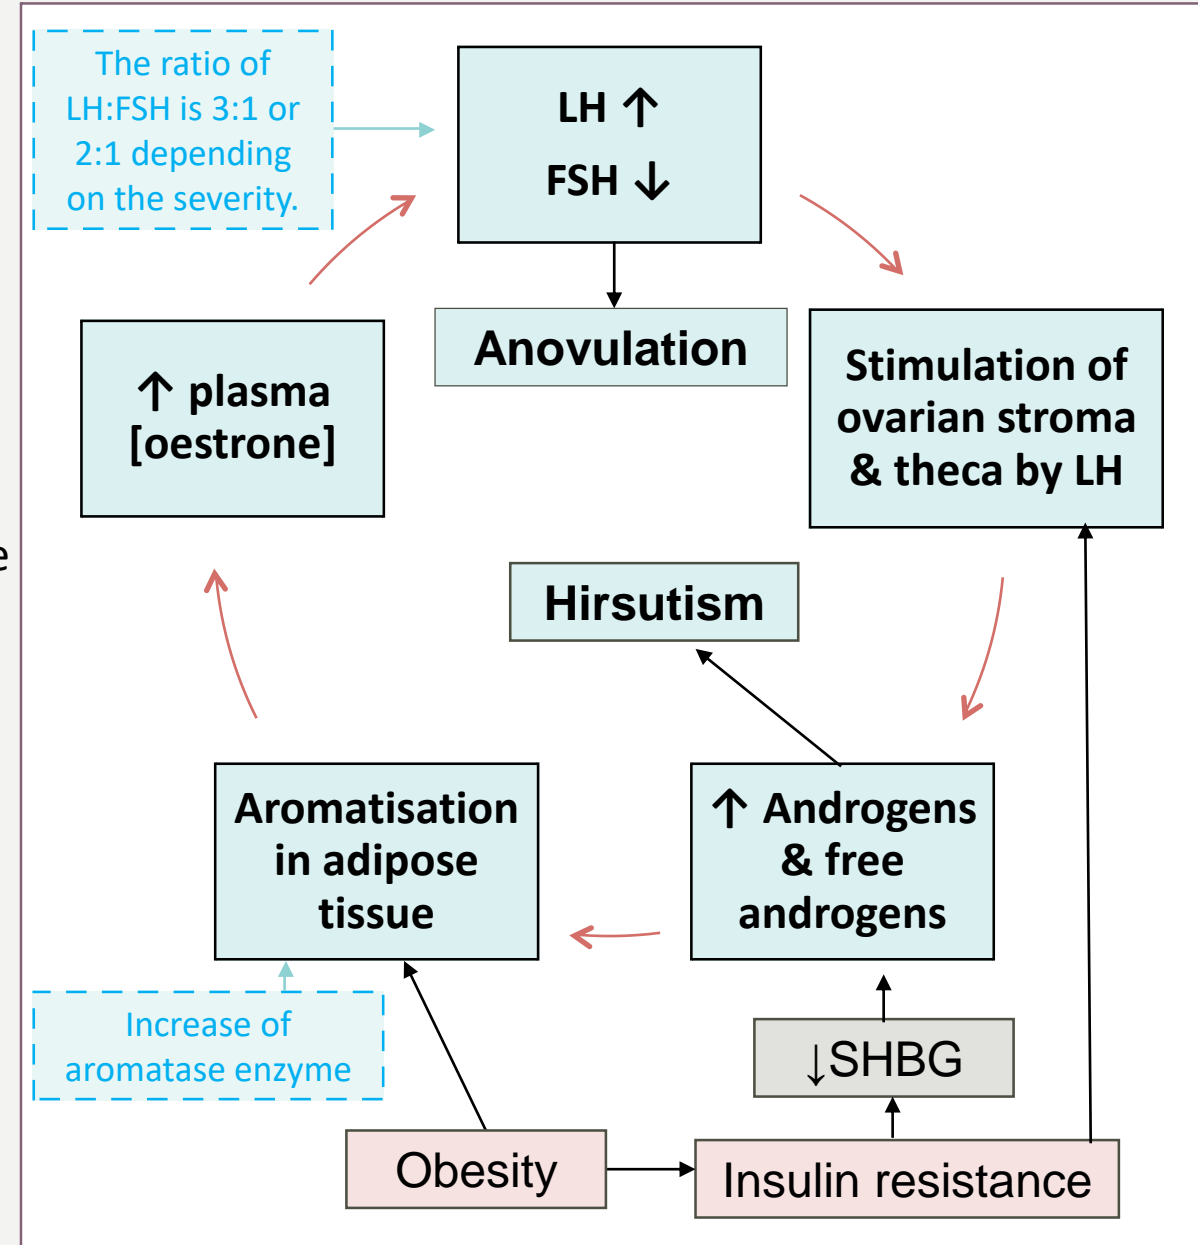 The ratio of
LH:FSH is 3:1 or
2:1 depending
on the severity.
LH ↑
FSH ↓
Anovulation
↑ plasma
[oestrone]
Stimulation of
ovarian stroma
& theca by LH
e
Hirsutism
Aromatisation
in adipose
tissue
↑ Androgens
& free
androgens
Increase of
aromatase enzyme
↓SHBG
Obesity
Insulin resistance